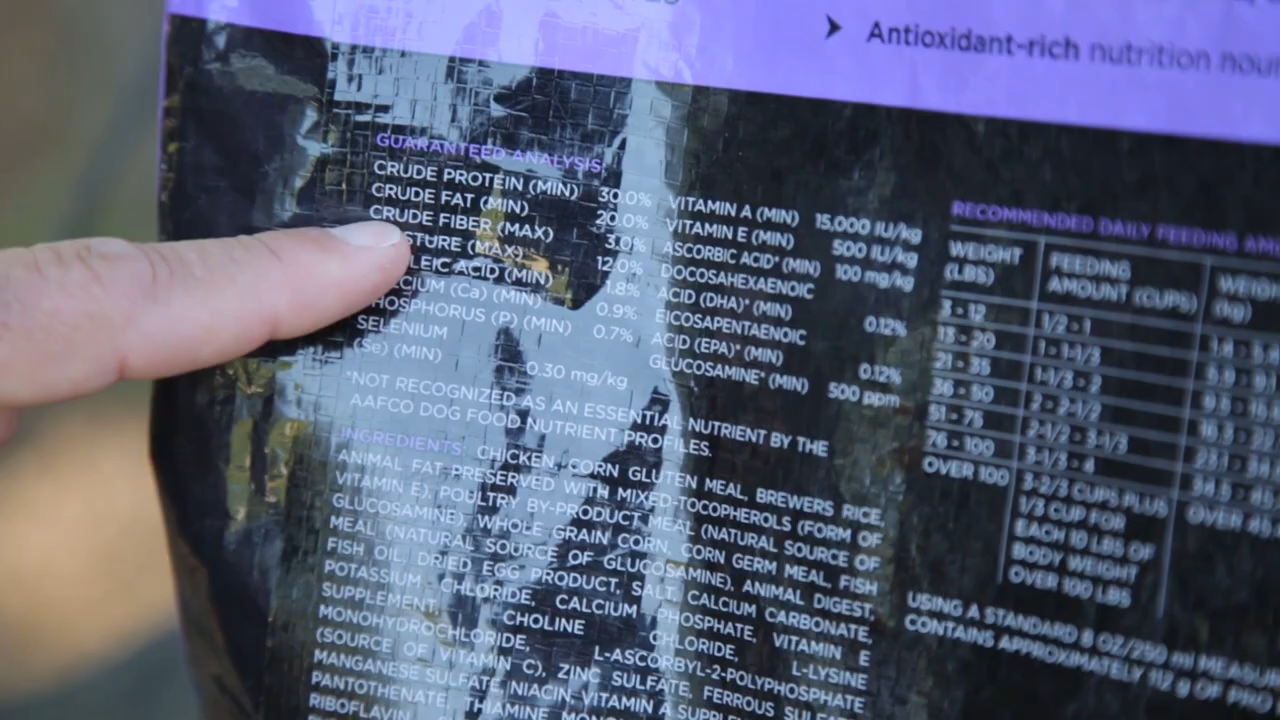 Antioxidant-rich nutrition
GUARANTEED ANALYSIS
CRUDE PROTEIN (MIN) 30.0%
CRUDE FAT (MIN) 20.0%
CRUDE FIBER (MAX) 3.0%
STURE (MAX) 12.0%
LEIC ACID (MIN) 1.8%
CIUM (Ca) (MIN) 0.9%
HOSPHORUS (P) (MIN) 0.7%
SELENIUM
(Se) (MIN) 0.30 mg/kg
VITAMIN A (MIN) 15,000 IU/kg
VITAMIN E (MIN) 500 IU/kg
ASCORBIC ACID* (MIN) 100 mg/kg
DOCOSAHEXAENOIC
ACID (DHA)* (MIN) 0.12%
EICOSAPENTAENOIC
ACID (EPA)* (MIN) 0.12%
GLUCOSAMINE* (MIN) 500 ppm
*NOT RECOGNIZED AS AN ESSENTIAL NUTRIENT BY THE
AAFCO DOG FOOD NUTRIENT PROFILES.
INGREDIENTS CHICKEN, CORN GLUTEN MEAL, BREWERS RICE,
ANIMAL FAT PRESERVED WITH MIXED-TOCOPHEROLS (FORM OF
VITAMIN E), POULTRY BY-PRODUCT MEAL (NATURAL SOURCE OF
GLUCOSAMINE), WHOLE GRAIN CORN, CORN GERM MEAL, FISH
MEAL (NATURAL SOURCE OF GLUCOSAMINE), ANIMAL DIGEST,
FISH OIL, DRIED EGG PRODUCT, SALT, CALCIUM CARBONATE,
POTASSIUM CHLORIDE, CALCIUM PHOSPHATE, VITAMIN E
SUPPLEMENT, CHOLINE CHLORIDE, L-LYSINE
MONOHYDROCHLORIDE, L-ASCORBYL-2-POLYPHOSPHATE
(SOURCE OF VITAMIN C), ZINC SULFATE, FERROUS SULFATE
MANGANESE SULFATE, NIACIN, VITAMIN A
PANTOTHENATE, THIAMINE
RIBOFLAVIN
RECOMMENDED DAILY FEEDING
WEIGHT
(LBS) FEEDING
AMOUNT (CUPS)
(kg)
3 - 12 1/2 - 1
13 - 20 1 - 1-1/3
21 - 35 1-1/3 - 2
36 - 50 2 - 2-1/2
51 - 75 2-1/2 - 3-1/3
76 - 100 3-1/3 - 4
OVER 100 3-2/3 CUPS PLUS
1/3 CUP FOR
EACH 10 LBS OF
BODY WEIGHT
OVER 100 LBS
USING A STANDARD 8 OZ/250 ml
CONTAINS APPROXIMATELY 112 g OF PRO